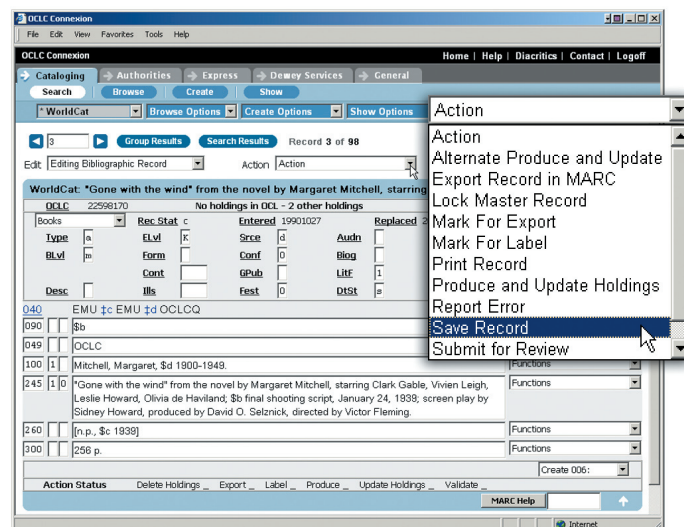 OCLC Connexion
File Edit View Favorites Tools Help
OCLC Connexion Home | Help | Diacritics | Contact | Logoff
Cataloging Authorities Express Dewey Services General
Search Browse Create Show
* WorldCat Browse Options Create Options Show Options
3 Group Results Search Results Record 3 of 98
Edit Editing Bibliographic Record Action Action
WorldCat: "Gone with the wind" from the novel by Margaret Mitchell, starring
OCLC 22598170 No holdings in OCL - 2 other holdings
Books Rec Stat c Entered 19901027 Replaced 2
Type a ELvl K Srce d Audn
BLvl m Form Conf 0 Biog
Cont GPub LitF 1
Desc Ills Fest 0 DtSt s
040 EMU ‡c EMU ‡d OCLCQ
090 $b
049 OCLC
100 1 Mitchell, Margaret, $d 1900-1949. Functions
245 1 0 "Gone with the wind" from the novel by Margaret Mitchell, starring Clark Gable, Vivien Leigh, Functions
Leslie Howard, Olivia de Haviland; $b final shooting script, January 24, 1939; screen play by
Sidney Howard, produced by David O. Selznick, directed by Victor Fleming.
260 [n.p., $c 1939] Functions
300 256 p. Functions
Create 006:
Action Status Delete Holdings _ Export _ Label _ Produce _ Update Holdings _ Validate _
MARC Help
Internet
Action
Action
Alternate Produce and Update
Export Record in MARC
Lock Master Record
Mark For Export
Mark For Label
Print Record
Produce and Update Holdings
Report Error
Save Record
Submit for Review